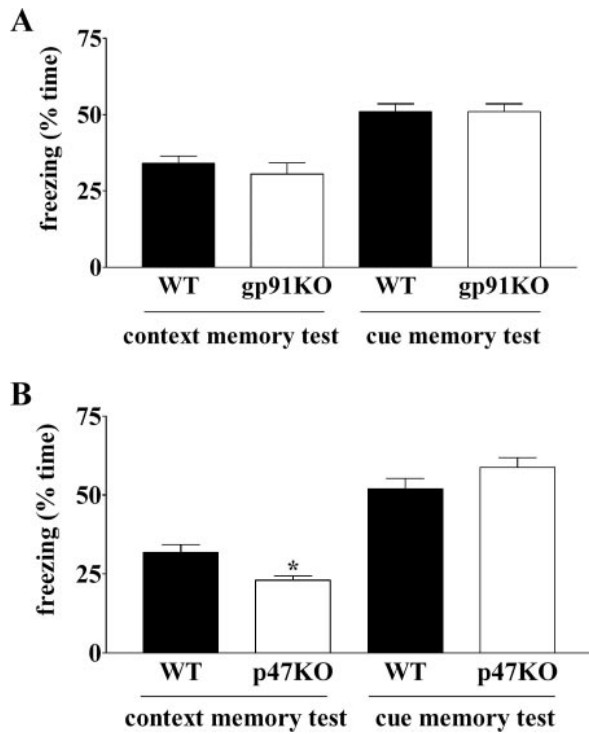 A
75
50
25
0
freezing (% time)
WT gp91KO WT gp91KO
context memory test cue memory test
B
75
50
25
0
freezing (% time)
*
WT p47KO WT p47KO
context memory test cue memory test